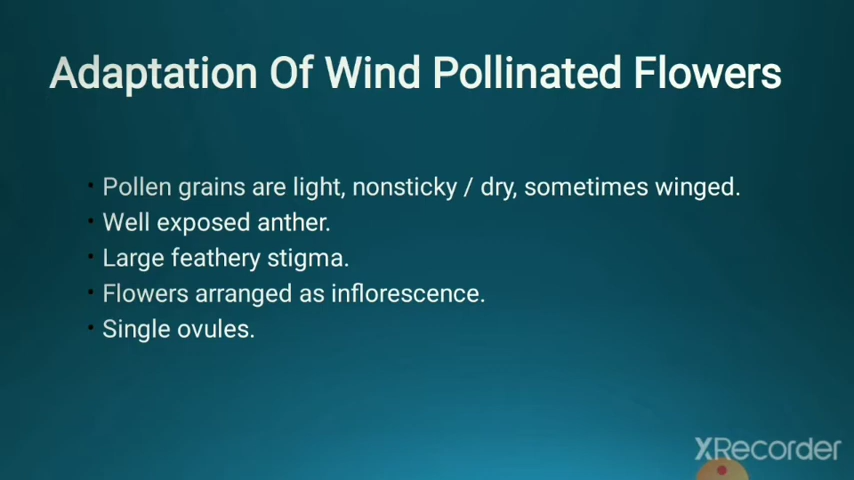 Adaptation Of Wind Pollinated Flowers
• Pollen grains are light, nonsticky / dry, sometimes winged.
• Well exposed anther.
• Large feathery stigma.
• Flowers arranged as inflorescence.
• Single ovules.
XRecorder